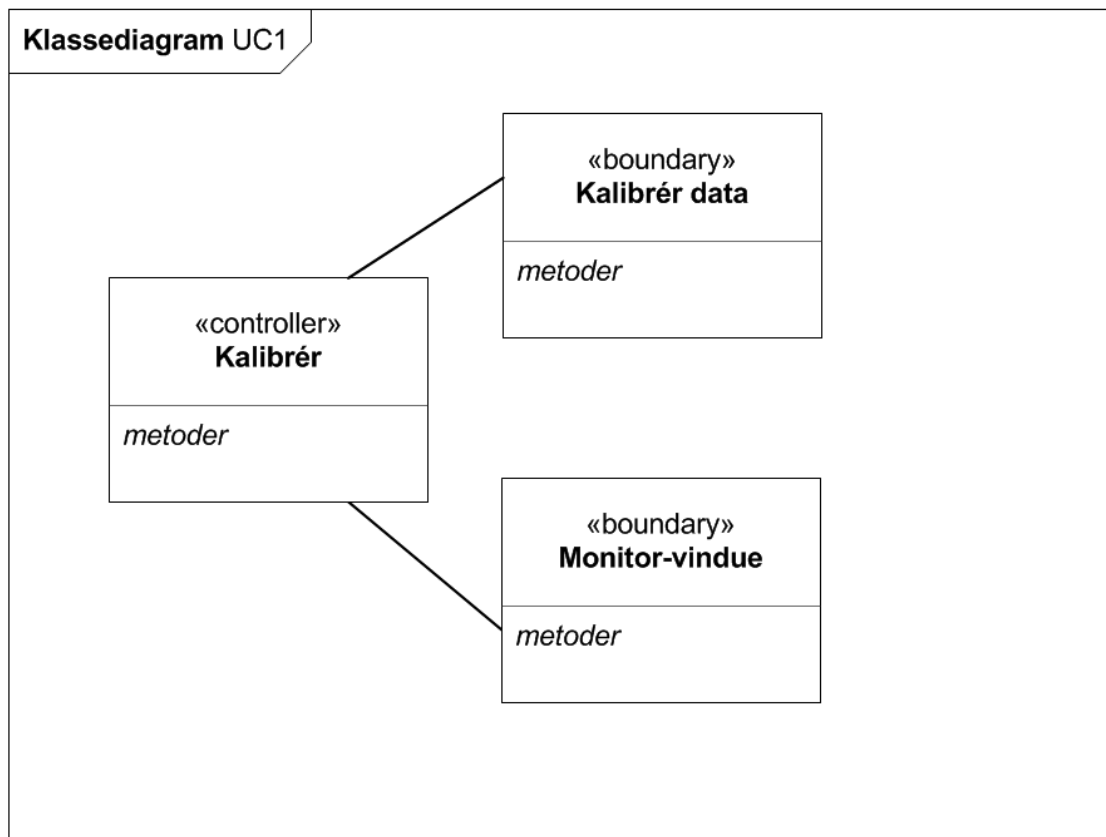 Klassediagram UC1
«boundary»
Kalibrér data
metoder
«controller»
Kalibrér
metoder
«boundary»
Monitor-vindue
metoder